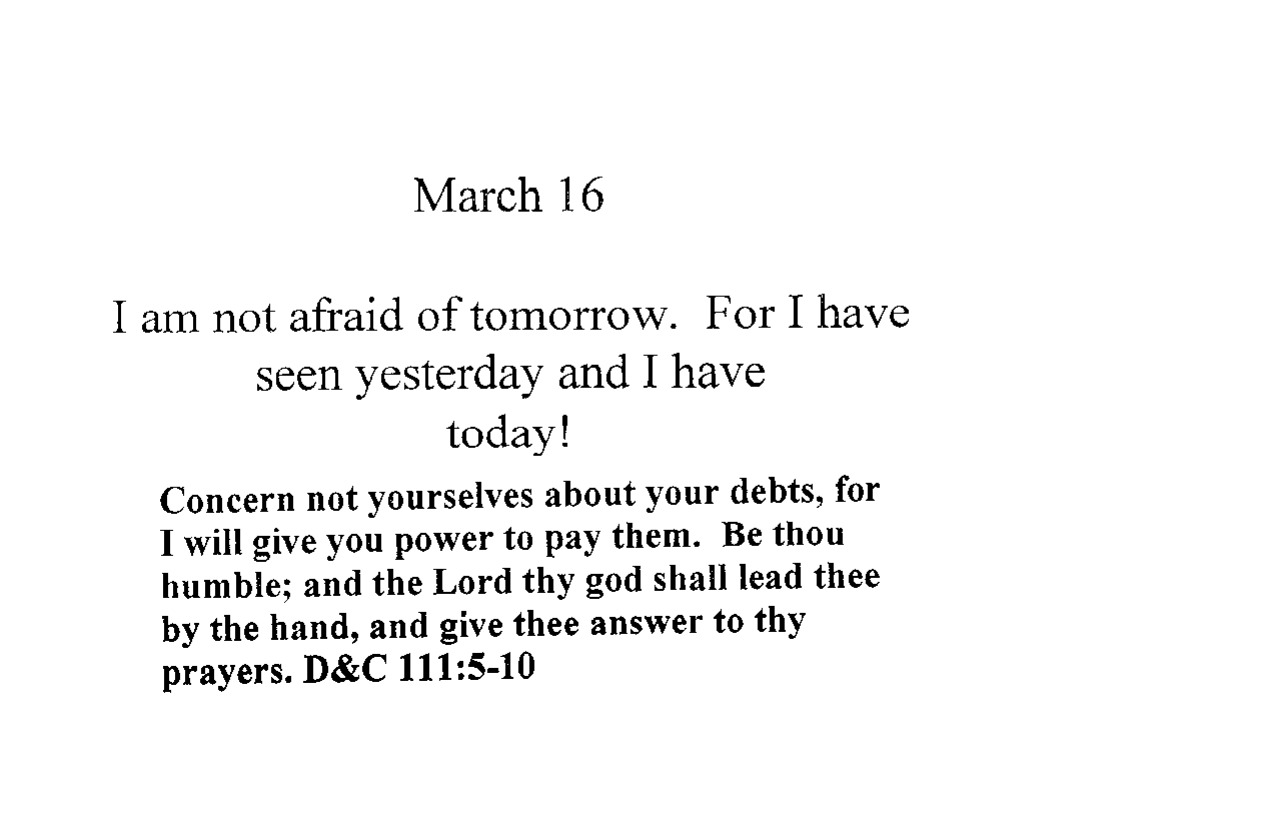 March 16
I am not afraid of tomorrow.  For I have
seen yesterday and I have
today!
Concern not yourselves about your debts, for
I will give you power to pay them.  Be thou
humble; and the Lord thy god shall lead thee
by the hand, and give thee answer to thy
prayers. D&C 111:5-10